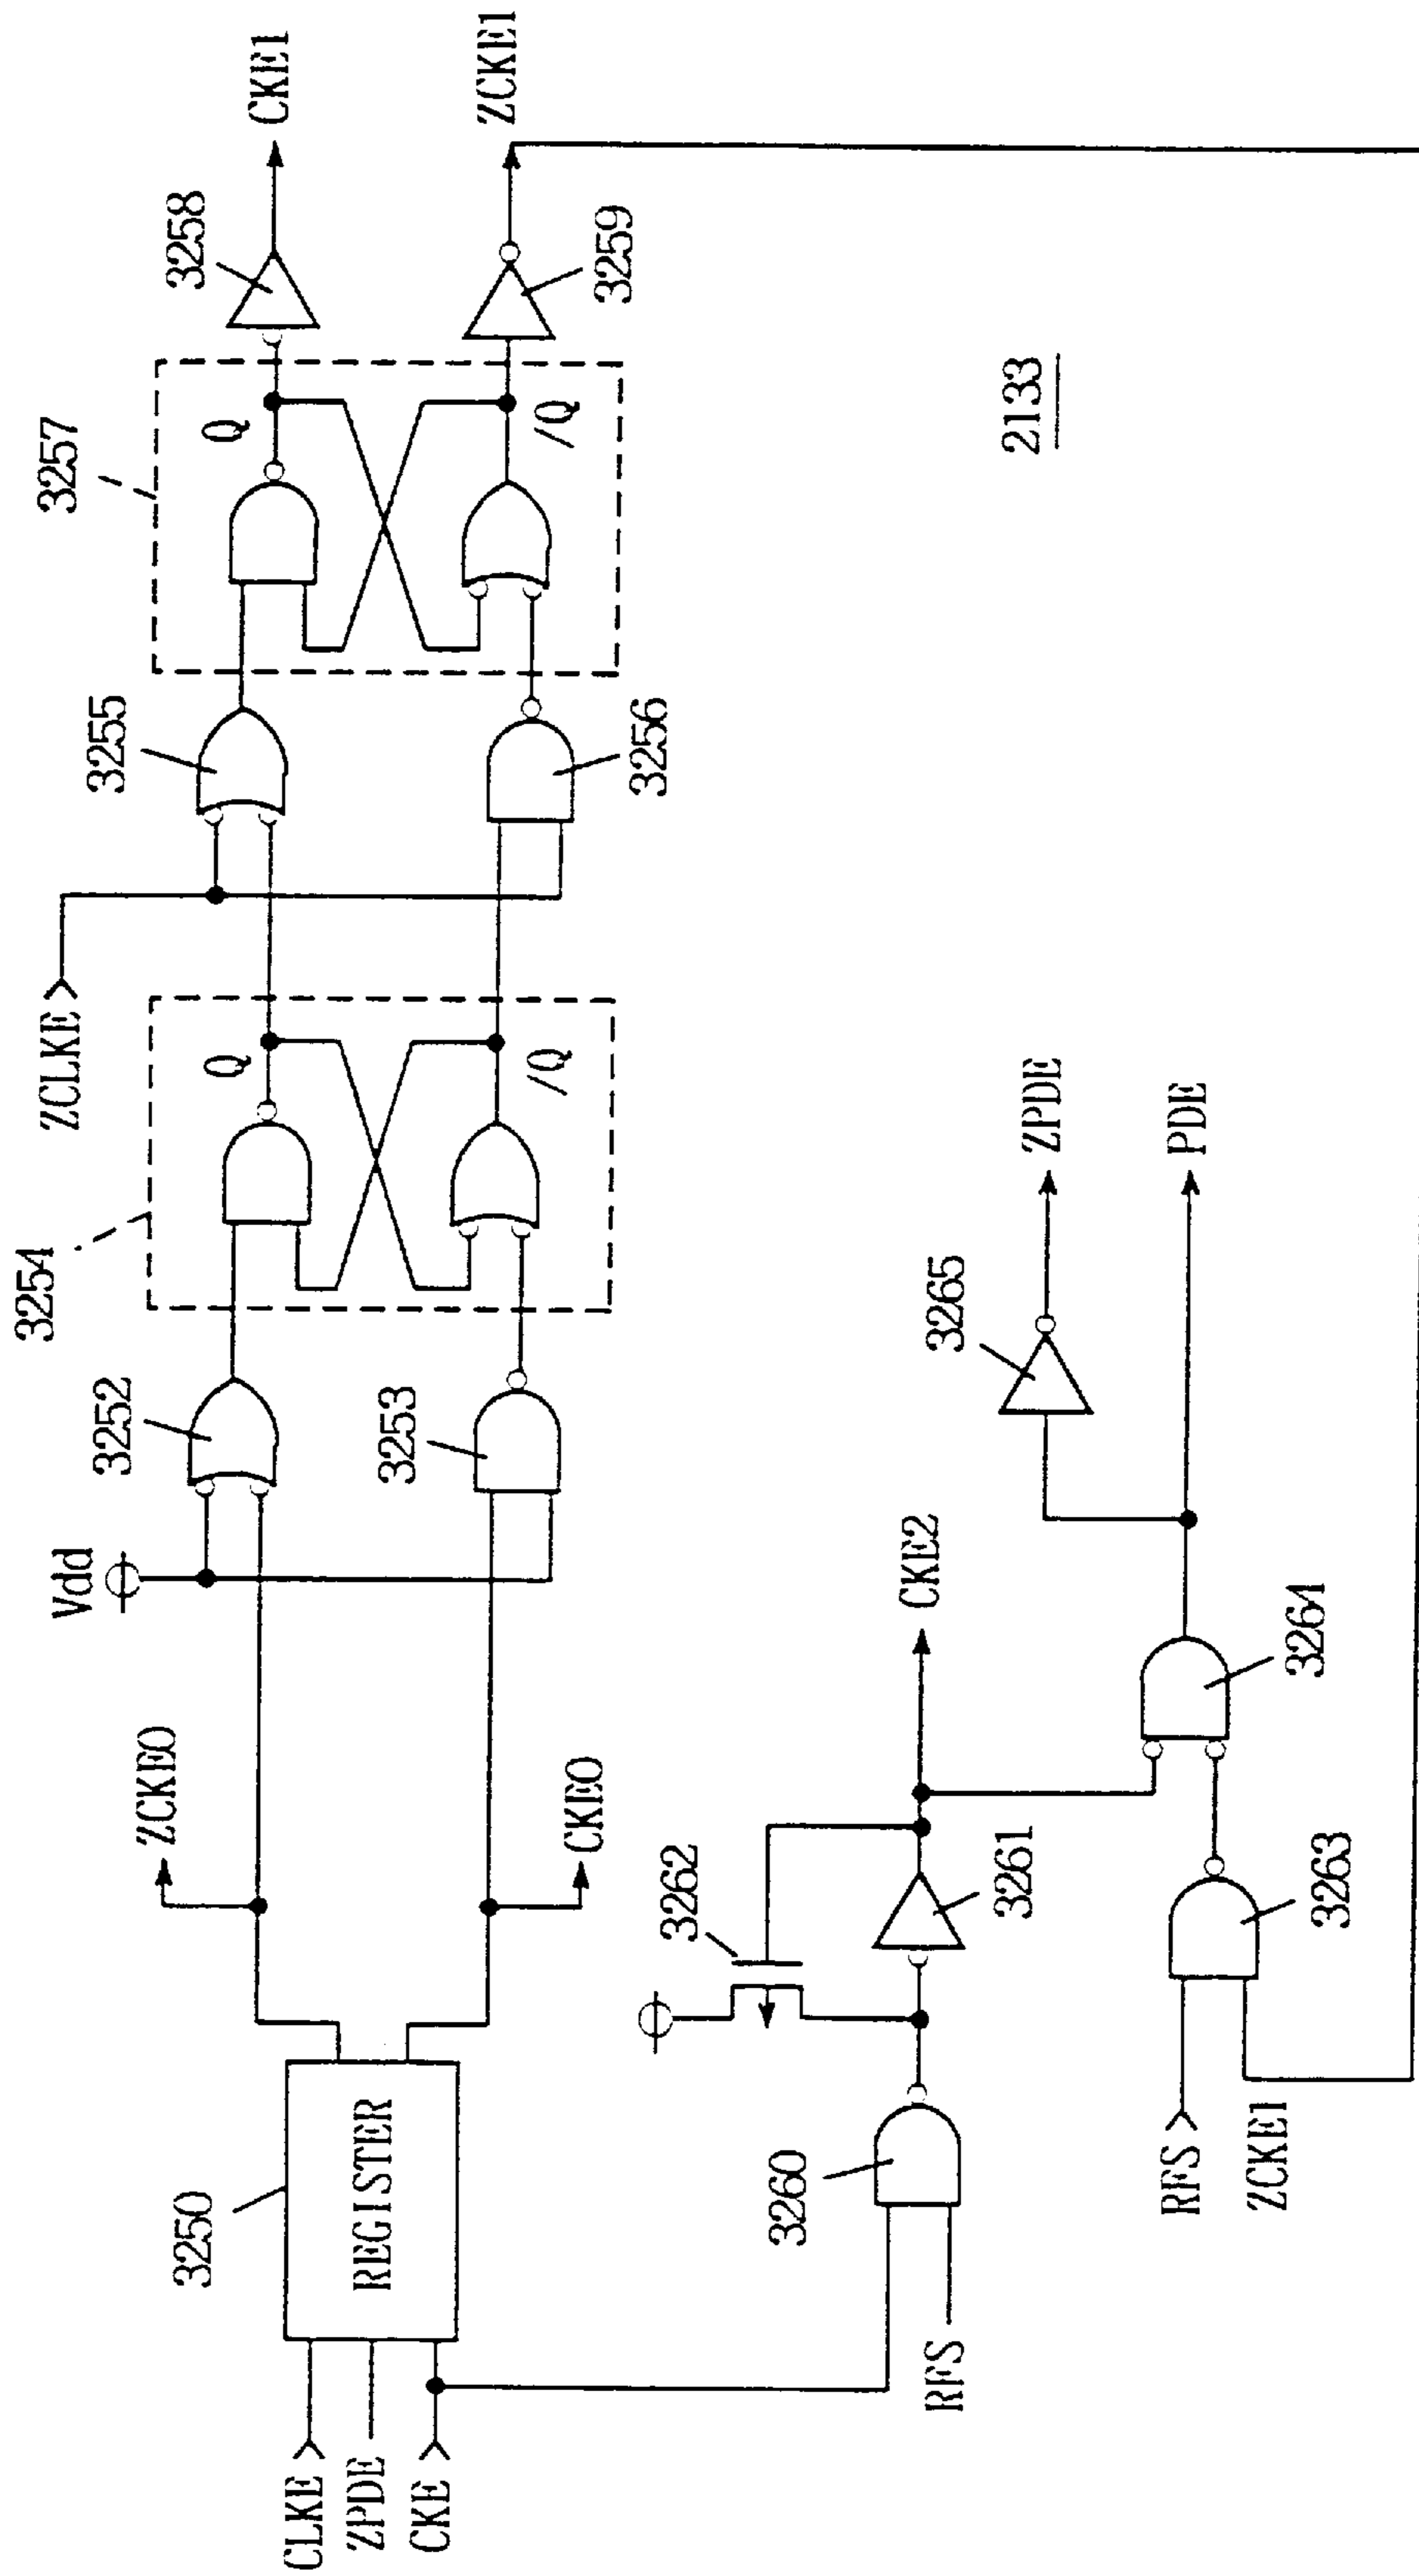 CKE1
ZCKE1
3258
3259
3257
Q
/Q
2133
3255
3256
ZCLKE
3254
Q
/Q
ZPDE
PDE
3265
3252
3253
Vdd
CKE2
3264
ZCKE0
CKE0
3262
3261
3263
3250
REGISTER
3260
RFS
ZCKE1
RFS
CLKE
ZPDE
CKE